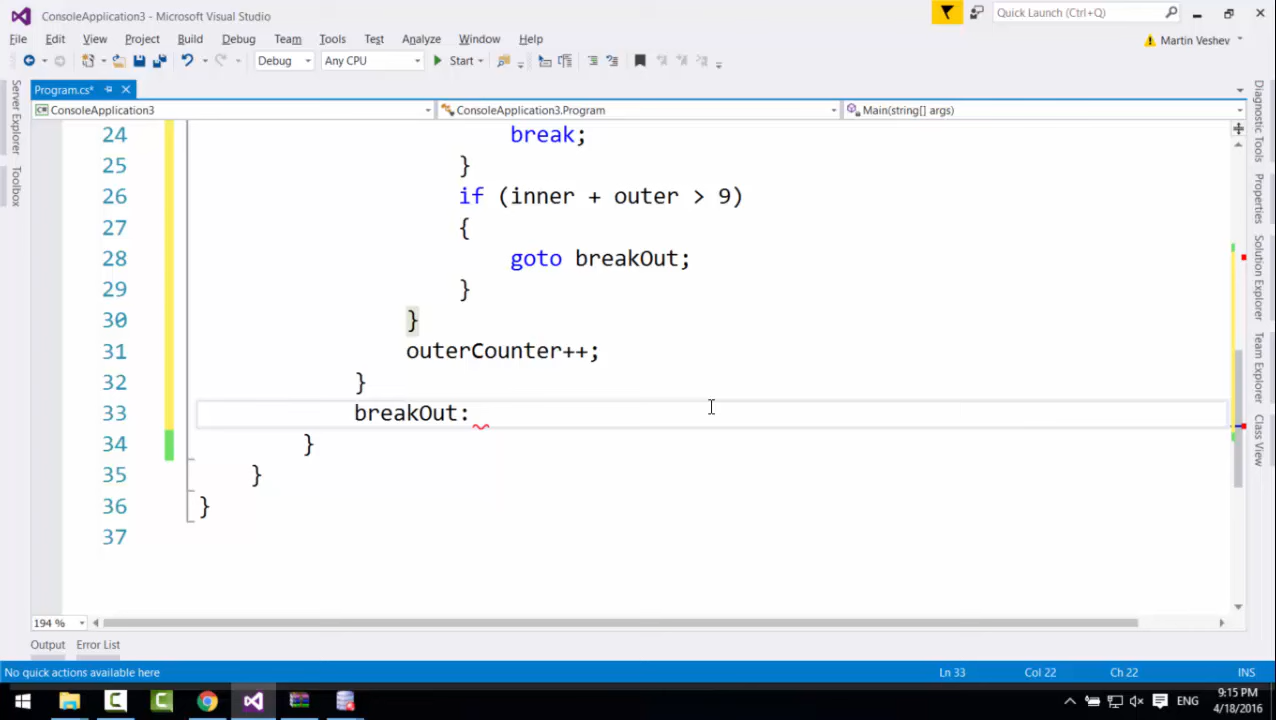 ConsoleApplication3 - Microsoft Visual Studio
Quick Launch (Ctrl+Q)
File Edit View Project Build Debug Team Tools Test Analyze Window Help
Martin Veshev
Debug Any CPU Start
Program.cs*
ConsoleApplication3 ConsoleApplication3.Program Main(string[] args)
Server Explorer
Toolbox
24 break;
25 }
26 if (inner + outer > 9)
27 {
28 goto breakOut;
29 }
30 }
31 outerCounter++;
32 }
33 breakOut:
34 }
35 }
36 }
37
Diagnostic Tools
Properties
Solution Explorer
Team Explorer
Class View
194 %
Output Error List
No quick actions available here Ln 33 Col 22 Ch 22 INS
ENG
9:15 PM
4/18/2016